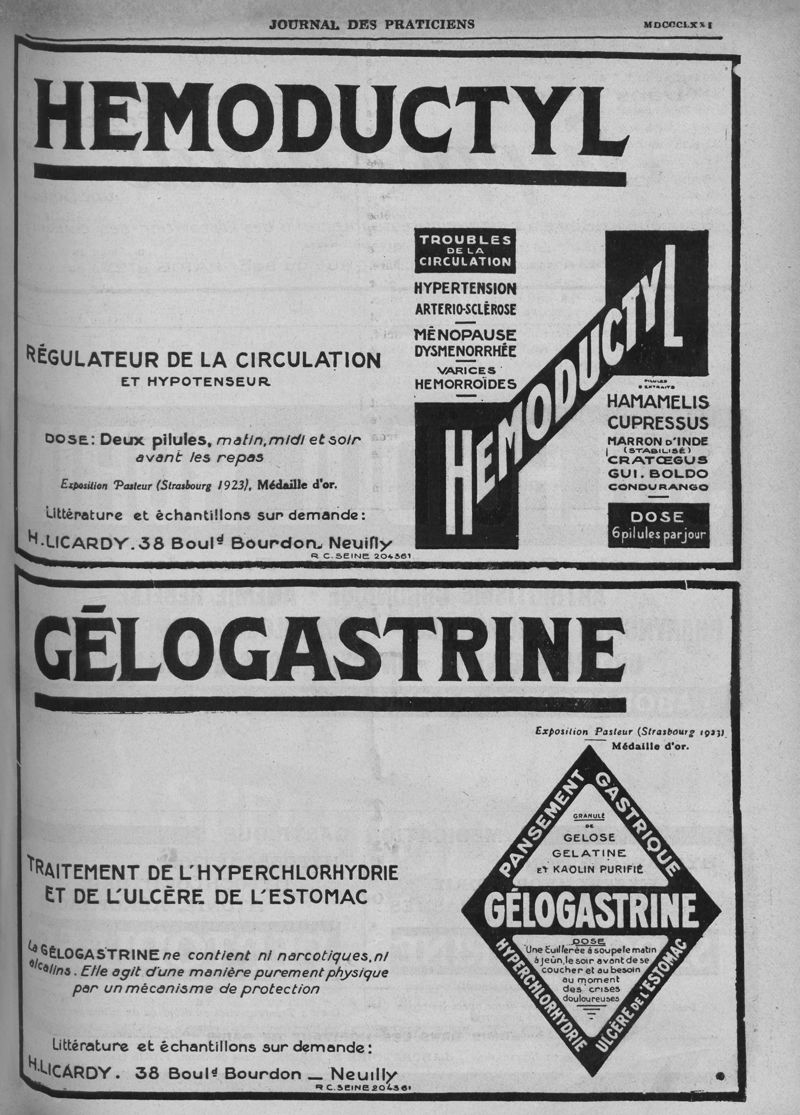 JOURNAL DES PRATICIENS
MDCCCLXXI
HEMODUCTYL
RÉGULATEUR DE LA CIRCULATION
ET HYPOTENSEUR
DOSE: Deux pilules, matin, midi et soir
avant les repas
Exposition Pasteur (Strasbourg 1923), Médaille d'or.
Littérature et échantillons sur demande:
H. LICARDY. 38 Boulᵈ Bourdon, Neuilly
R C. SEINE 204361
TROUBLES
DE LA
CIRCULATION
HYPERTENSION
ARTERIO-SCLÉROSE
MÉNOPAUSE
DYSMENORRHÉE
VARICES
HEMORROÏDES
HEMODUCTYL
PILULES
D'EXTRAITS
HAMAMELIS
CUPRESSUS
MARRON D'INDE
(STABILISÉ)
CRATŒGUS
GUI, BOLDO
CONDURANGO
DOSE
6 pilules par jour
GÉLOGASTRINE
Exposition Pasteur (Strasbourg 1923)
Médaille d'or.
TRAITEMENT DE L'HYPERCHLORHYDRIE
ET DE L'ULCÈRE DE L'ESTOMAC
La GÉLOGASTRINE ne contient ni narcotiques, ni
alcalins. Elle agit d'une manière purement physique
par un mécanisme de protection
Littérature et échantillons sur demande:
H. LICARDY. 38 Boulᵈ Bourdon _ Neuilly
R C. SEINE 204361
PANSEMENT GASTRIQUE
GRANULÉ
DE
GELOSE
GELATINE
ET KAOLIN PURIFIÉ
GÉLOGASTRINE
DOSE
Une cuillerée à soupe le matin
à jeùn, le soir avant de se
coucher et au besoin
au moment
des crises
douloureuses
HYPERCHLORHYDRIE
ULCÈRE DE L'ESTOMAC